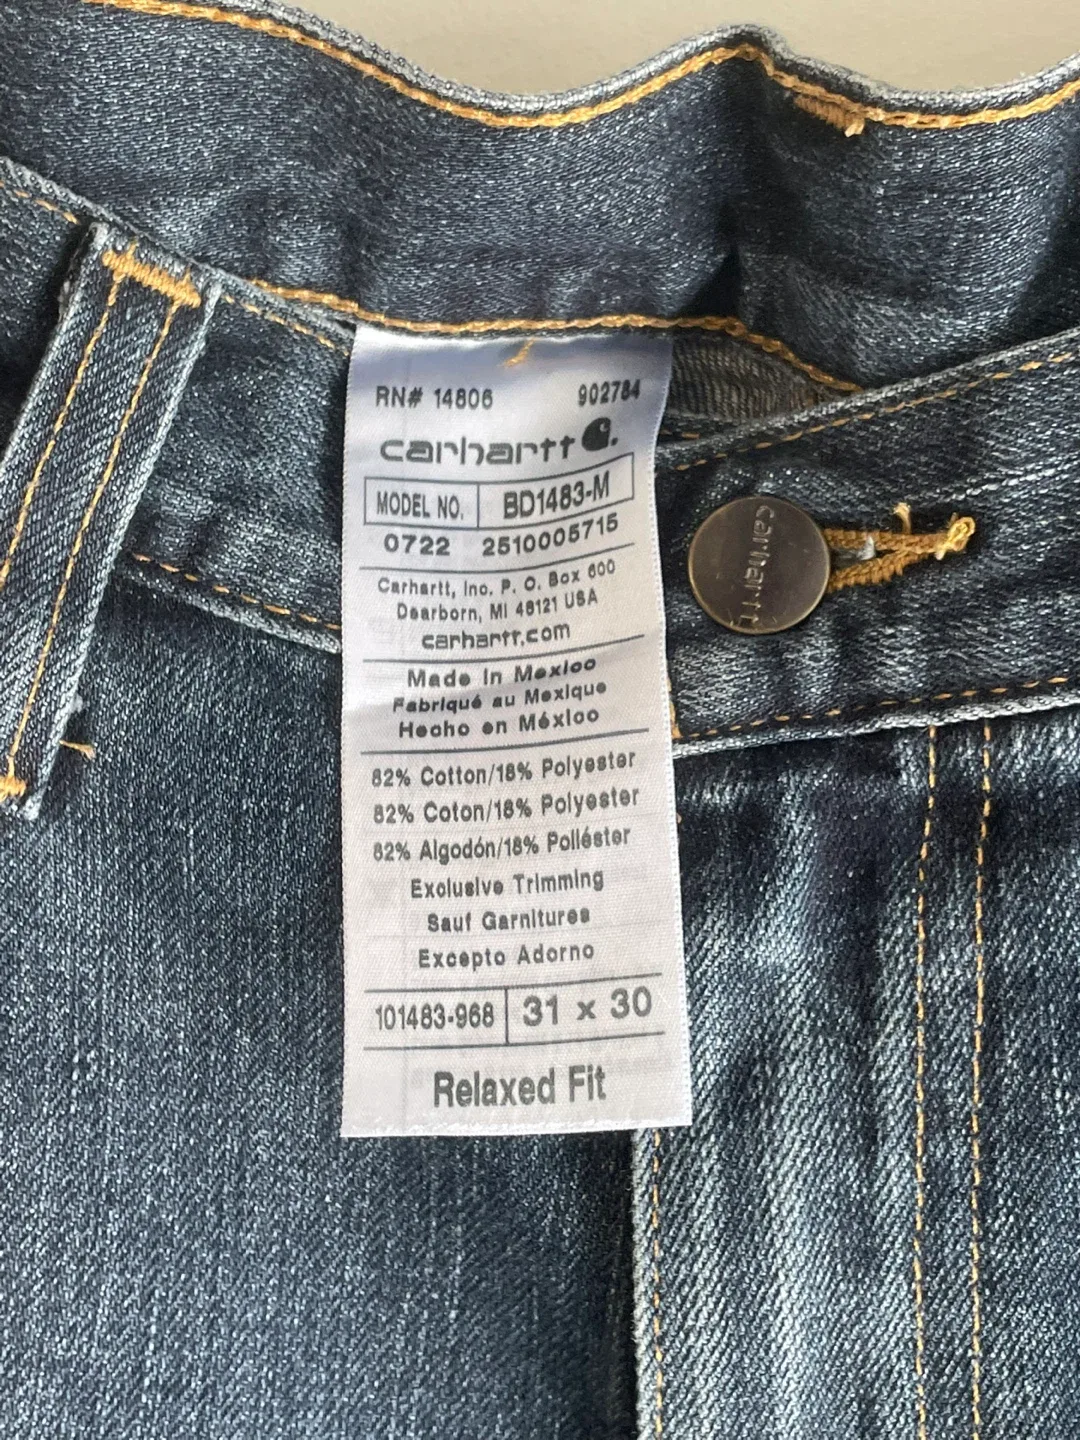 RN# 14806 902784
carhartt
MODEL NO. BD1483-M
0722 2510005715
Carhartt, Inc. P. O. Box 600
Dearborn, MI 48121 USA
carhartt.com
Made in Mexico
Fabriqué au Mexique
Hecho en México
82% Cotton/18% Polyester
82% Coton/18% Polyester
82% Algodón/18% Poliéster
Exclusive Trimming
Sauf Garnitures
Excepto Adorno
101483-968 31 x 30
Relaxed Fit
carhartt